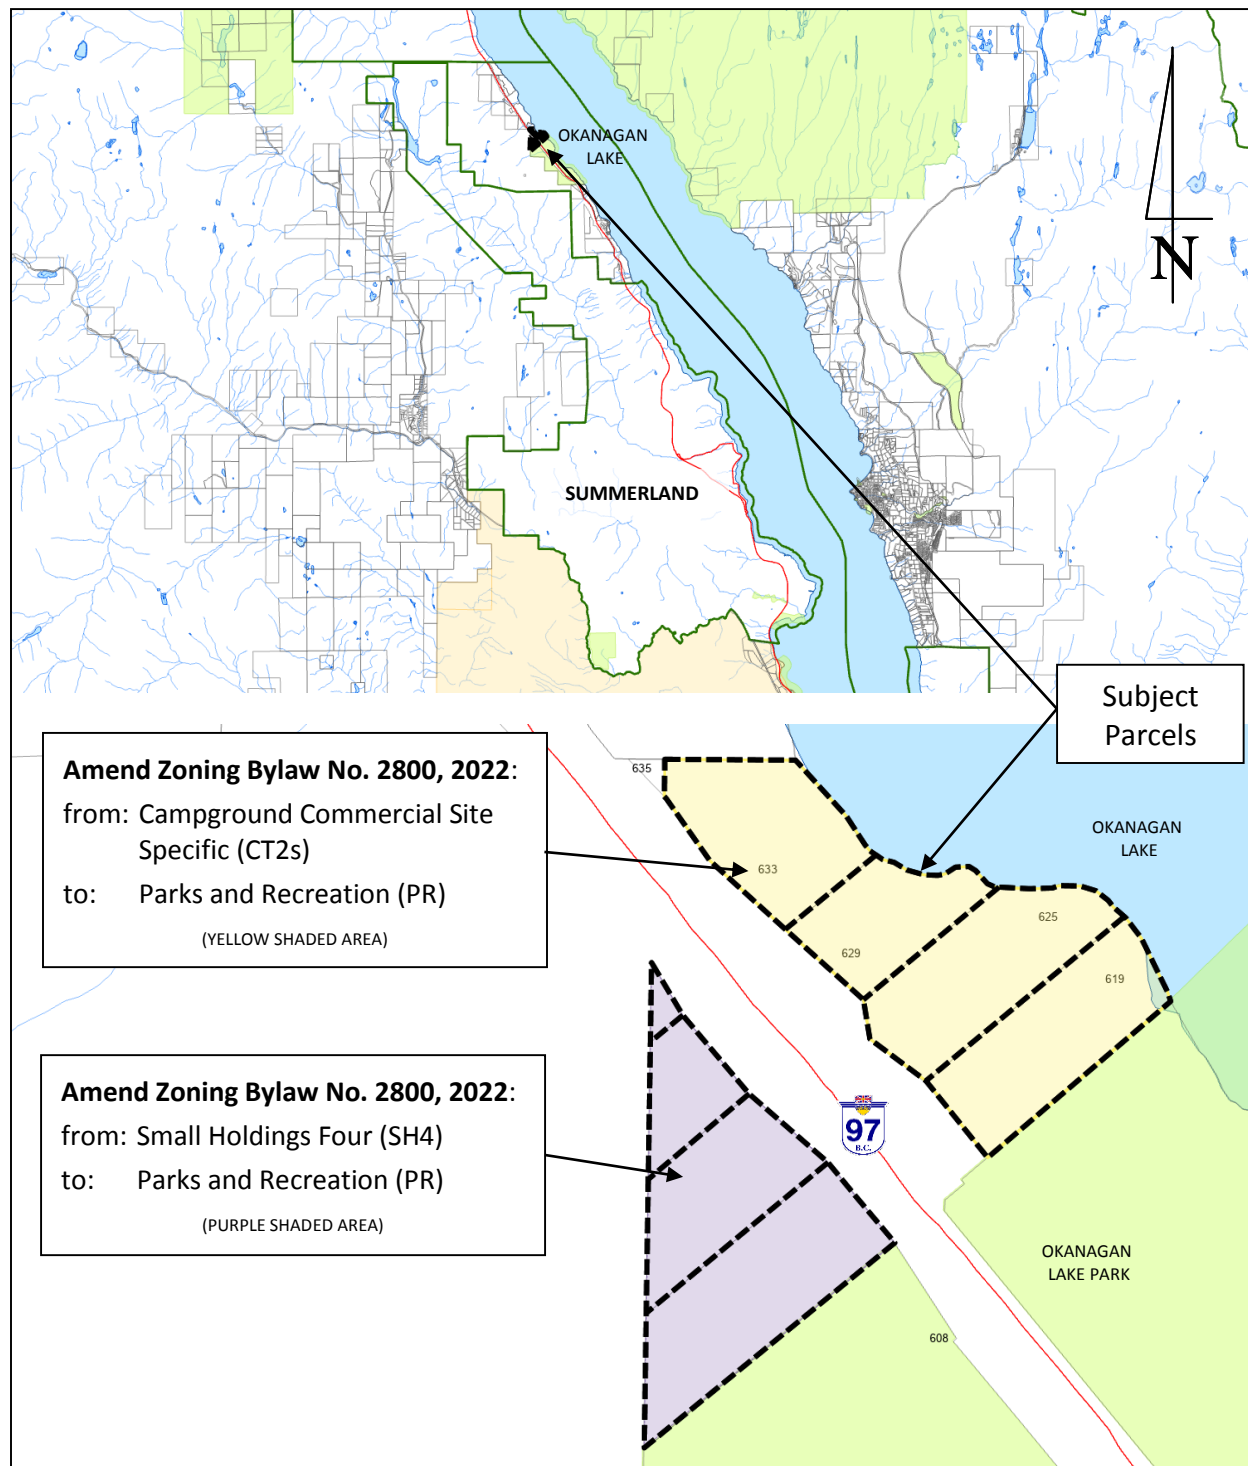 OKANAGAN
LAKE
N
SUMMERLAND
Subject
Parcels
Amend Zoning Bylaw No. 2800, 2022:
from: Campground Commercial Site
Specific (CT2s)
to: Parks and Recreation (PR)
(YELLOW SHADED AREA)
635
633
629
625
619
OKANAGAN
LAKE
Amend Zoning Bylaw No. 2800, 2022:
from: Small Holdings Four (SH4)
to: Parks and Recreation (PR)
(PURPLE SHADED AREA)
97
B.C.
OKANAGAN
LAKE PARK
608